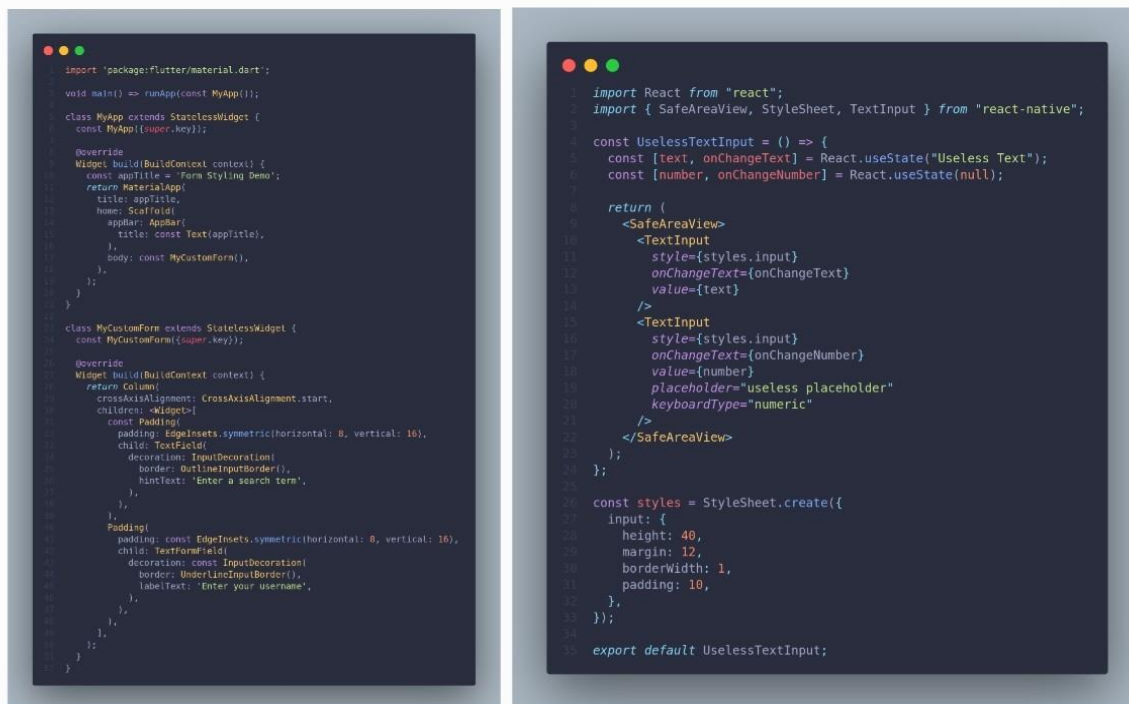 import 'package:flutter/material.dart';
void main() => runApp(const MyApp());
class MyApp extends StatelessWidget {
const MyApp({super.key});
@override
Widget build(BuildContext context) {
const appTitle = 'Form Styling Demo';
return MaterialApp(
title: appTitle,
home: Scaffold(
appBar: AppBar(
title: const Text(appTitle),
),
body: const MyCustomForn(),
),
);
}
}
class MyCustomForm extends StatelessWidget {
const MyCustomForm({super.key});
@override
Widget build(BuildContext context) {
return Column(
crossAxisAlignment: CrossAxisAlignment.start,
children: <Widget>[
const Padding(
padding: EdgeInsets.symmetric(horizontal: 8, vertical: 16),
child: TextField(
decoration: InputDecoration(
border: OutlineInputBorder(),
hintText: 'Enter a search term',
),
),
),
Padding(
padding: const EdgeInsets.symmetric(horizontal: 8, vertical: 16),
child: TextFormField(
decoration: const InputDecoration(
border: UnderlineInputBorder(),
labelText: 'Enter your username',
),
),
),
],
);
}
}
1 import React from "react";
2 import { SafeAreaView, StyleSheet, TextInput } from "react-native";
3
4 const UselessTextInput = () => {
5 const [text, onChangeText] = React.useState("Useless Text");
6 const [number, onChangeNumber] = React.useState(null);
7
8 return (
9 <SafeAreaView>
10 <TextInput
11 style={styles.input}
12 onChangeText={onChangeText}
13 value={text}
14 />
15 <TextInput
16 style={styles.input}
17 onChangeText={onChangeNumber}
18 value={number}
19 placeholder="useless placeholder"
20 keyboardType="numeric"
21 />
22 </SafeAreaView>
23 );
24 };
25
26 const styles = StyleSheet.create({
27 input: {
28 height: 40,
29 margin: 12,
30 borderWidth: 1,
31 padding: 10,
32 },
33 });
34
35 export default UselessTextInput;